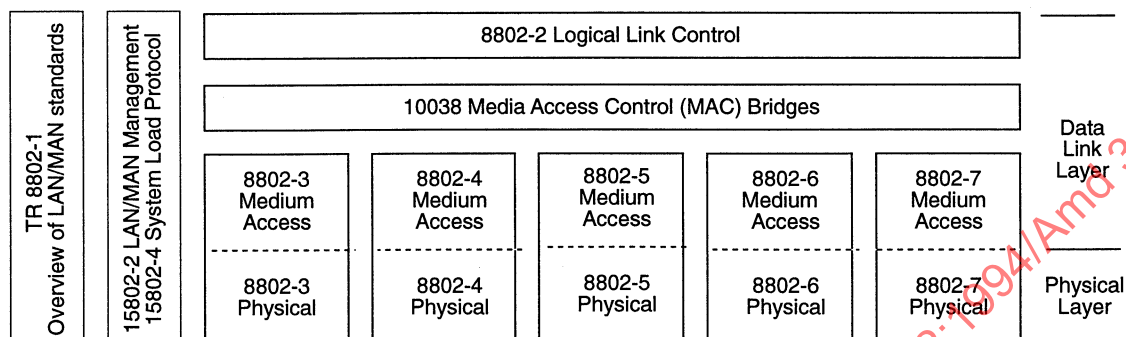 TR 8802-1
Overview of LAN/MAN standards
15802-2 LAN/MAN Management
15802-4 System Load Protocol
8802-2 Logical Link Control
10038 Media Access Control (MAC) Bridges
8802-3
Medium
Access
8802-4
Medium
Access
8802-5
Medium
Access
8802-6
Medium
Access
8802-7
Medium
Access
Data
Link
Layer
8802-3
Physical
8802-4
Physical
8802-5
Physical
8802-6
Physical
8802-7
Physical
Physical
Layer
:1994/Amd 3